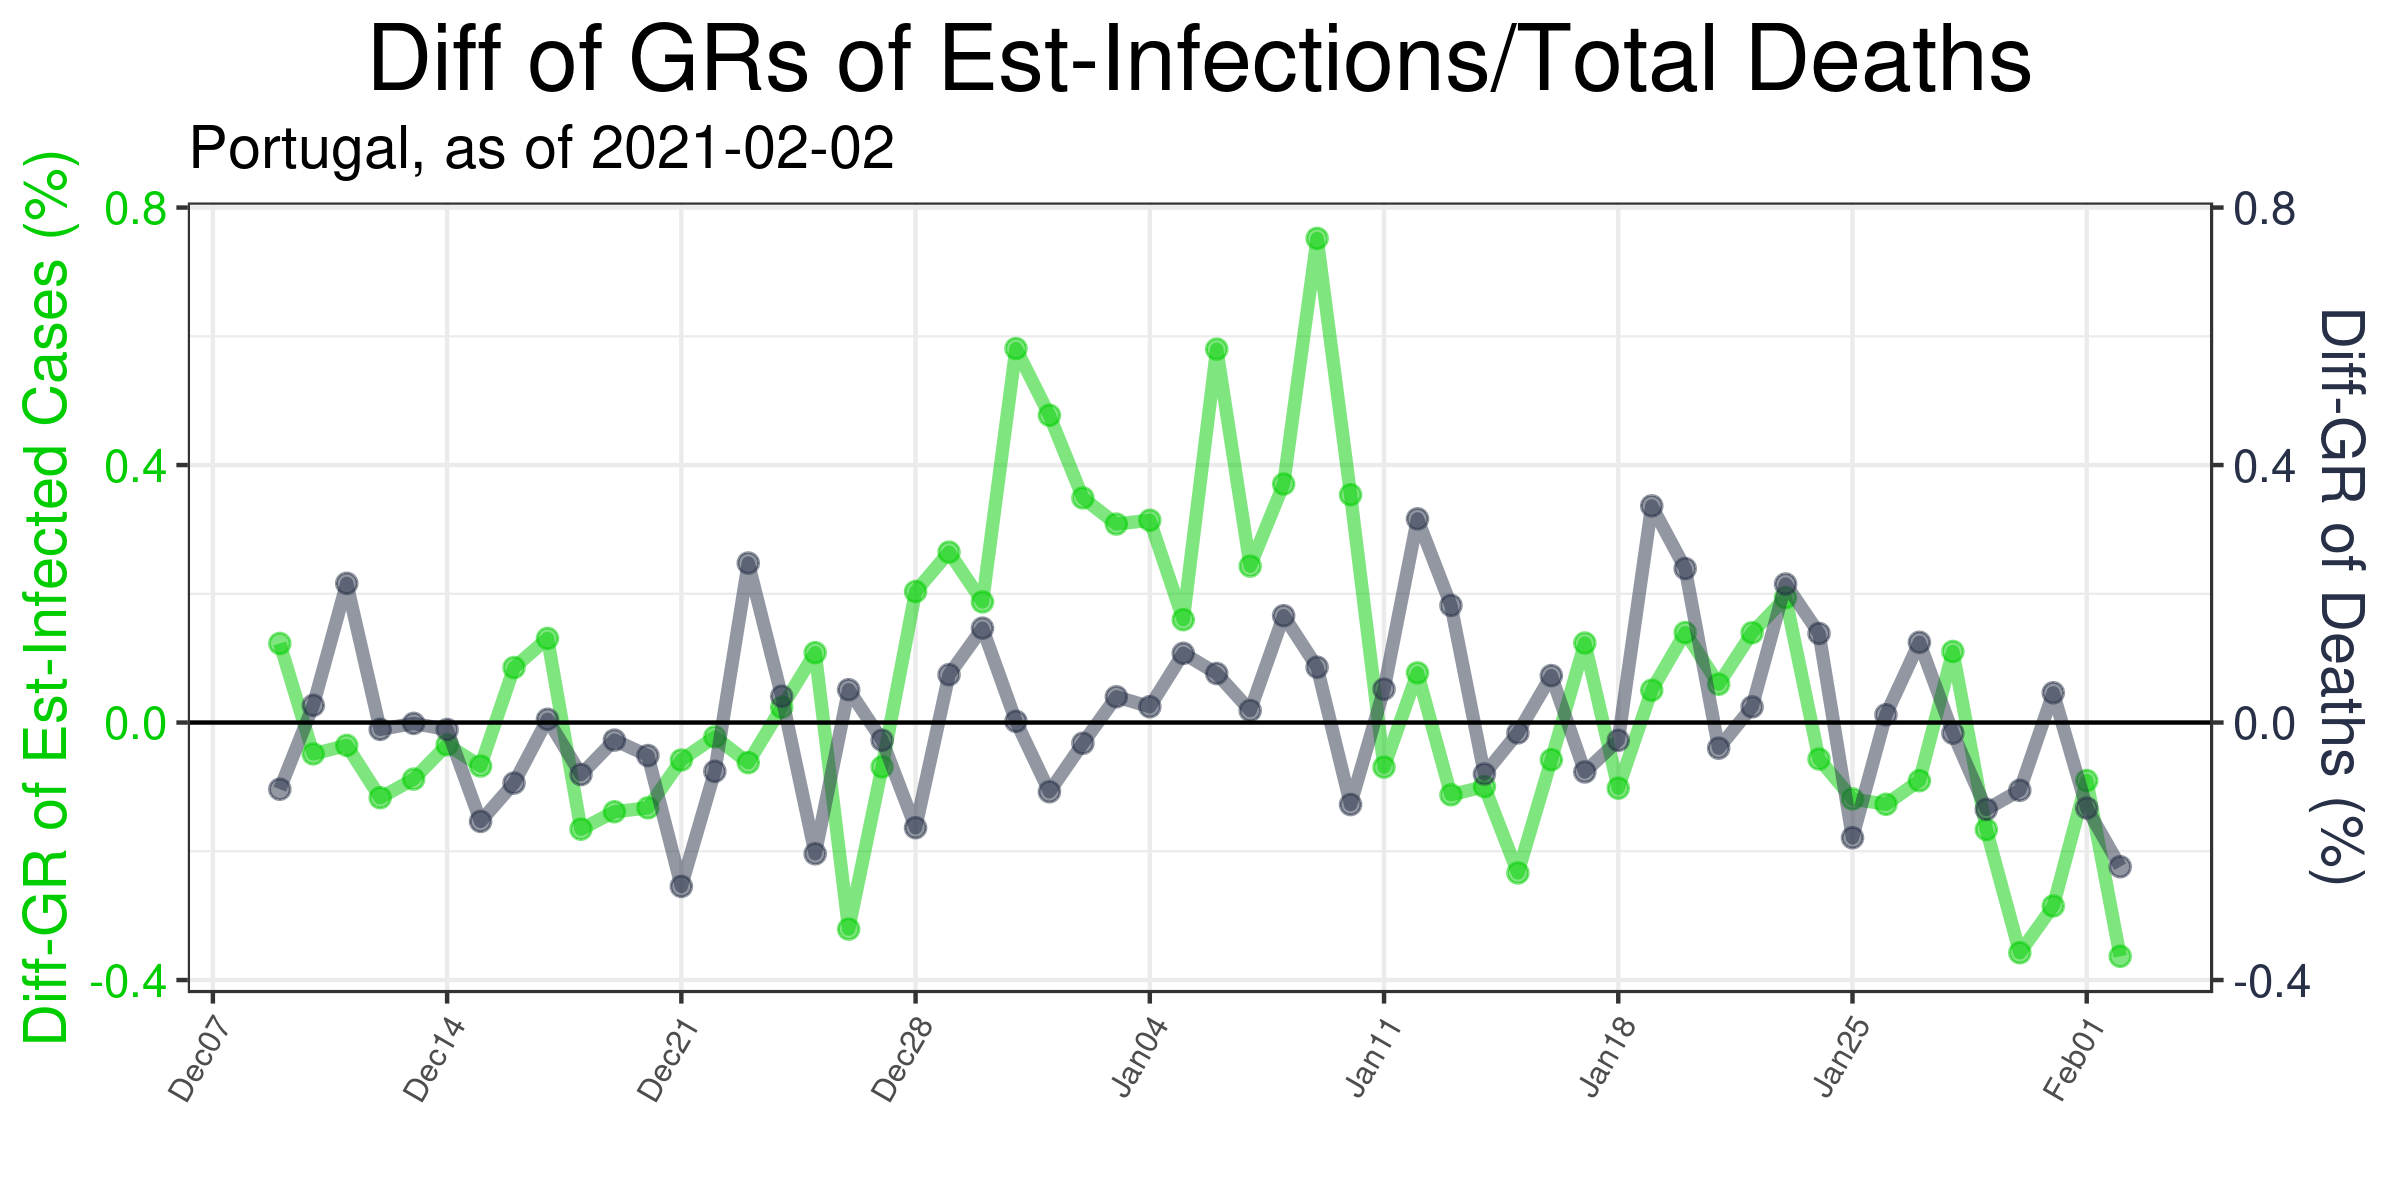 Diff of GRs of Est-Infections/Total Deaths
Portugal, as of 2021-02-02
Diff-GR of Est-Infected Cases (%)
0.8
0.4
0.0
-0.4
0.8
0.4
0.0
-0.4
Diff-GR of Deaths (%)
Dec07
Dec14
Dec21
Dec28
Jan04
Jan11
Jan18
Jan25
Feb01